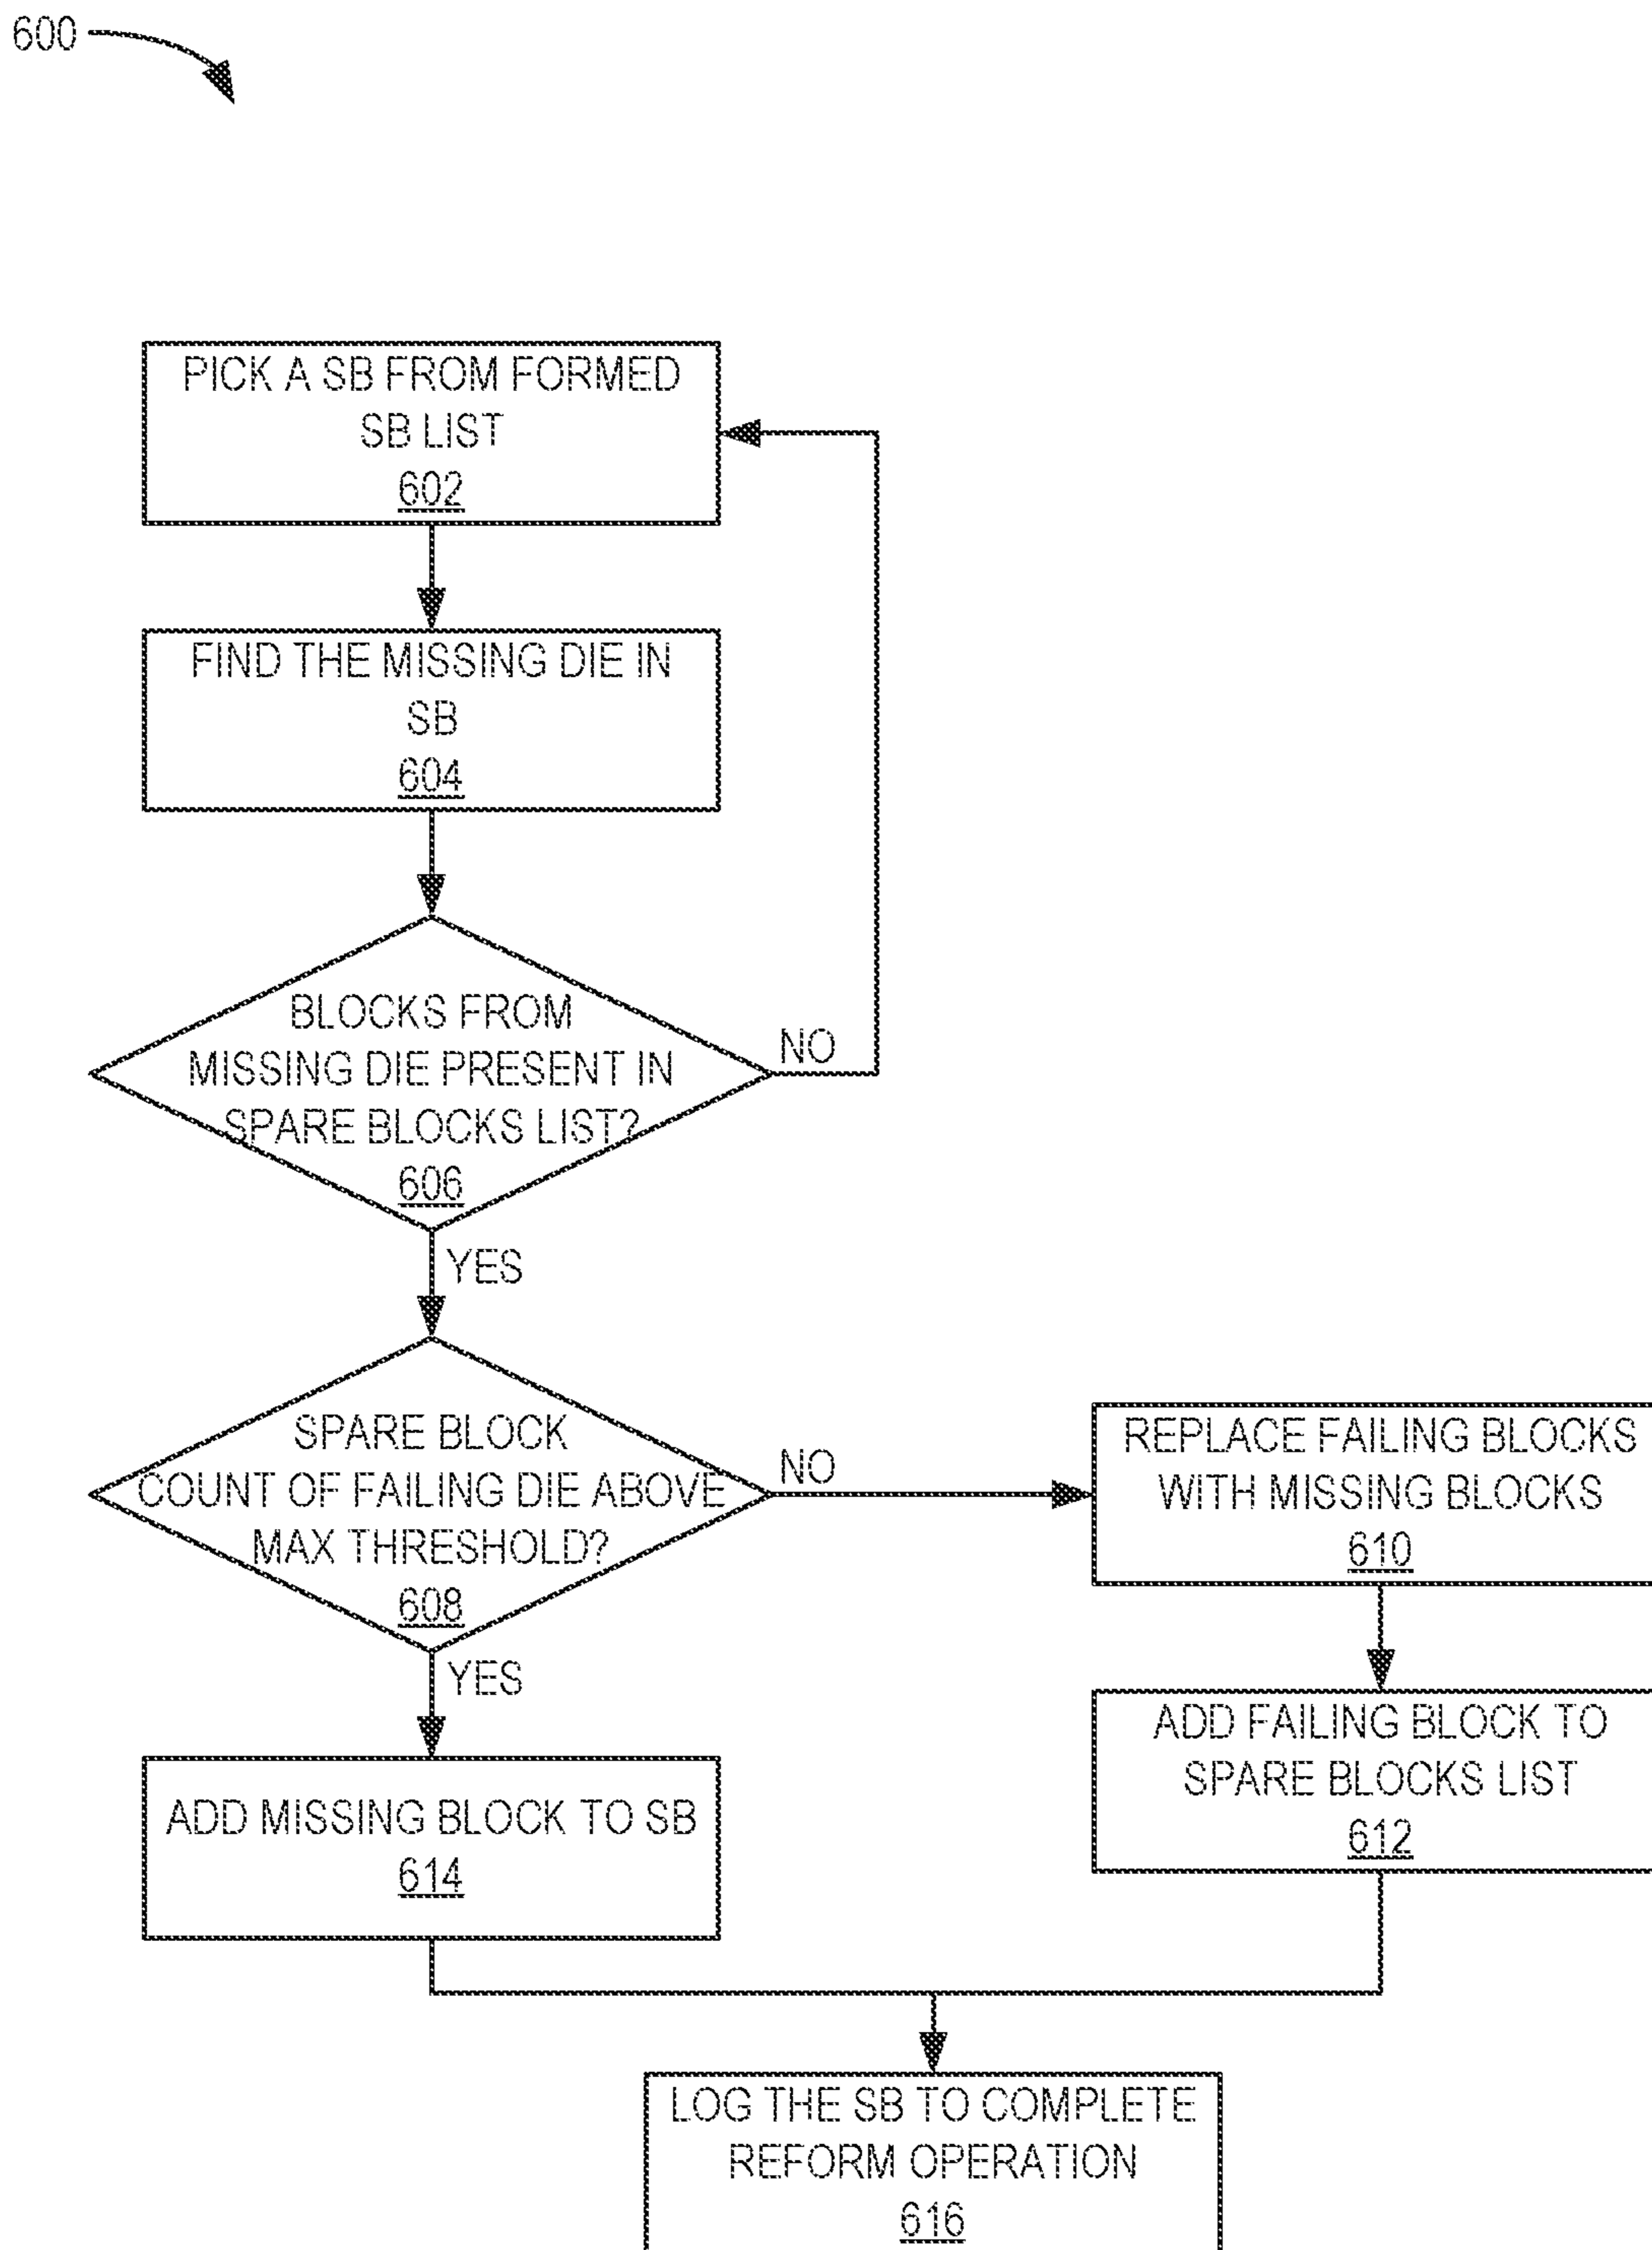 600
PICK A SB FROM FORMED
SB LIST
602
FIND THE MISSING DIE IN
SB
604
BLOCKS FROM
MISSING DIE PRESENT IN
SPARE BLOCKS LIST?
606
NO
YES
SPARE BLOCK
COUNT OF FAILING DIE ABOVE
MAX THRESHOLD?
608
NO
YES
REPLACE FAILING BLOCKS
WITH MISSING BLOCKS
610
ADD FAILING BLOCK TO
SPARE BLOCKS LIST
612
ADD MISSING BLOCK TO SB
614
LOG THE SB TO COMPLETE
REFORM OPERATION
616